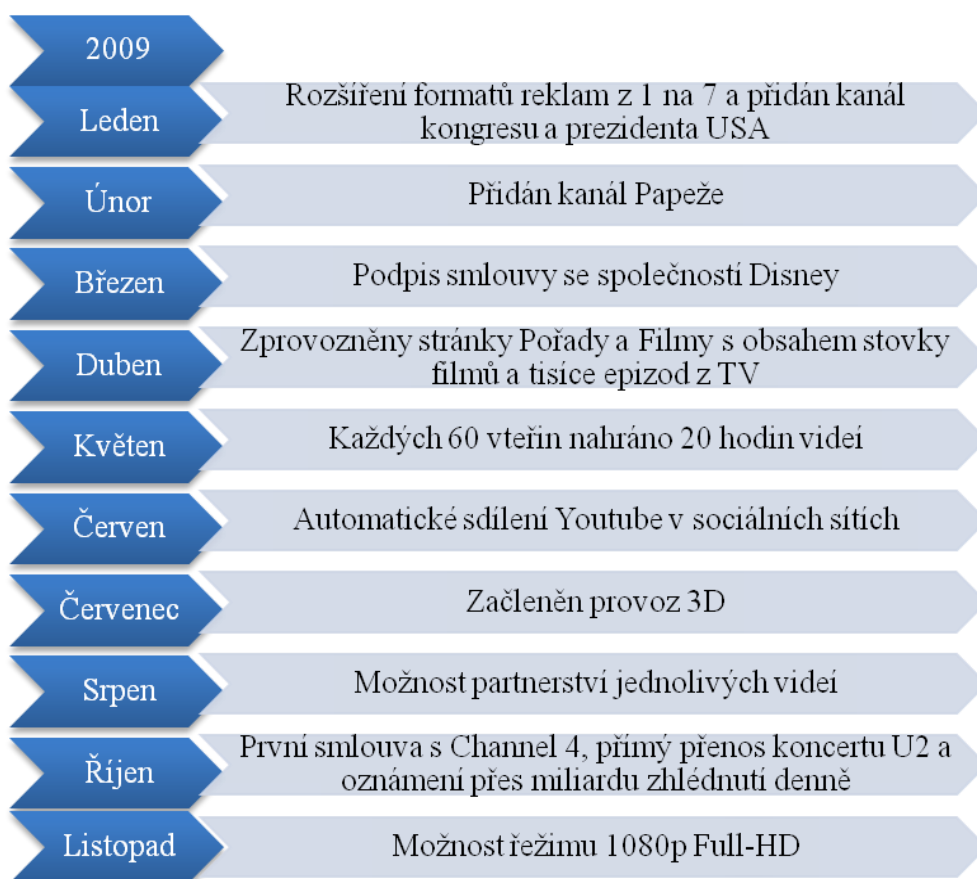 2009
Leden
Rozšíření formatů reklam z 1 na 7 a přidán kanál
kongresu a prezidenta USA
Únor
Přidán kanál Papeže
Březen
Podpis smlouvy se společností Disney
Duben
Zprovozněny stránky Pořady a Filmy s obsahem stovky
filmů a tisíce epizod z TV
Květen
Každých 60 vteřin nahráno 20 hodin videí
Červen
Automatické sdílení Youtube v sociálních sítích
Červenec
Začleněn provoz 3D
Srpen
Možnost partnerství jednolivých videí
Říjen
První smlouva s Channel 4, přímý přenos koncertu U2 a
oznámení přes miliardu zhlédnutí denně
Listopad
Možnost řežimu 1080p Full-HD